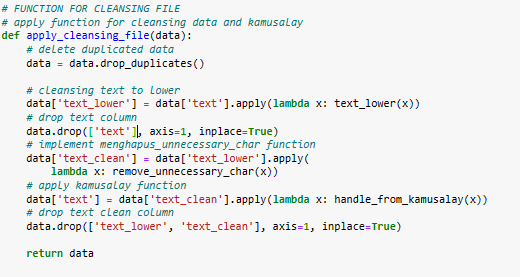 # FUNCTION FOR CLEANSING FILE
# apply function for cleansing data and kamusalay
def apply_cleansing_file(data):
    # delete duplicated data
    data = data.drop_duplicates()

    # cleansing text to lower
    data['text_lower'] = data['text'].apply(lambda x: text_lower(x))
    # drop text column
    data.drop(['text'], axis=1, inplace=True)
    # implement menghapus_unnecessary_char function
    data['text_clean'] = data['text_lower'].apply(
        lambda x: remove_unnecessary_char(x))
    # apply kamusalay function
    data['text'] = data['text_clean'].apply(lambda x: handle_from_kamusalay(x))
    # drop text clean column
    data.drop(['text_lower', 'text_clean'], axis=1, inplace=True)

    return data